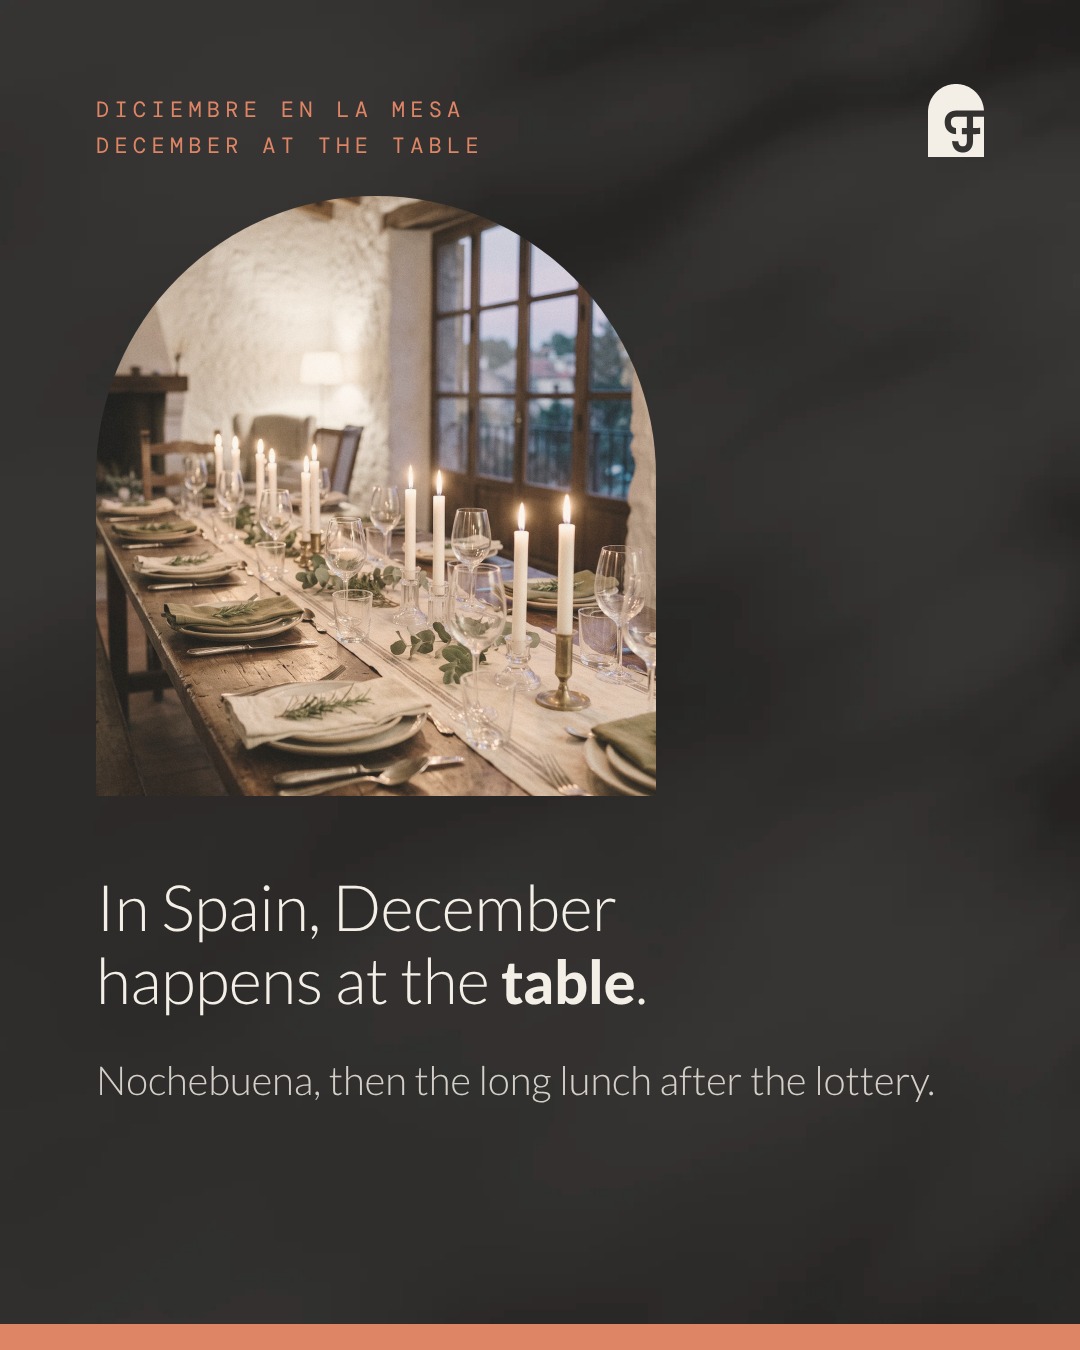 DICIEMBRE EN LA MESA
DECEMBER AT THE TABLE
In Spain, December
happens at the table.
Nochebuena, then the long lunch after the lottery.